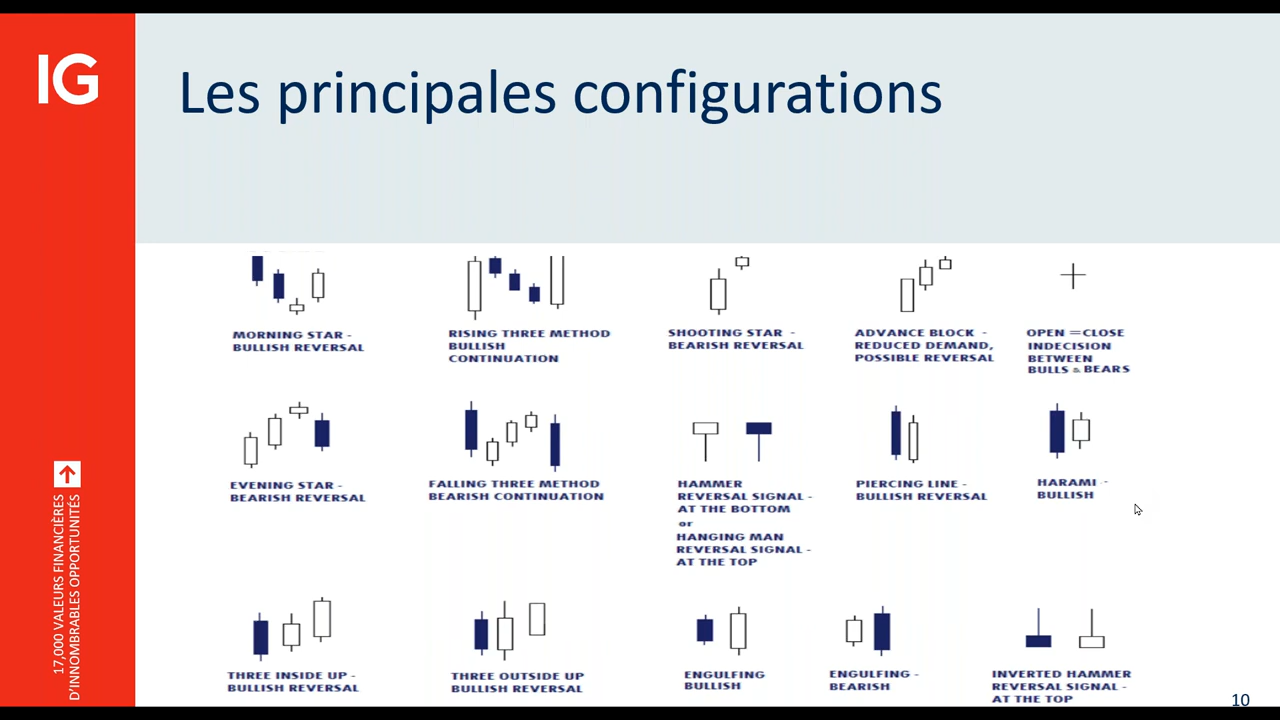 IG
Les principales configurations
MORNING STAR -
BULLISH REVERSAL
RISING THREE METHOD
BULLISH
CONTINUATION
SHOOTING STAR -
BEARISH REVERSAL
ADVANCE BLOCK -
REDUCED DEMAND,
POSSIBLE REVERSAL
OPEN =CLOSE
INDECISION
BETWEEN
BULLS & BEARS
EVENING STAR -
BEARISH REVERSAL
FALLING THREE METHOD
BEARISH CONTINUATION
HAMMER
REVERSAL SIGNAL -
AT THE BOTTOM
or
HANGING MAN
REVERSAL SIGNAL -
AT THE TOP
PIERCING LINE -
BULLISH REVERSAL
HARAMI -
BULLISH
THREE INSIDE UP -
BULLISH REVERSAL
THREE OUTSIDE UP
BULLISH REVERSAL
ENGULFING
BULLISH
ENGULFING -
BEARISH
INVERTED HAMMER
REVERSAL SIGNAL -
AT THE TOP
17,000 VALEURS FINANCIÈRES
D'INNOMBRABLES OPPORTUNITÉS
10